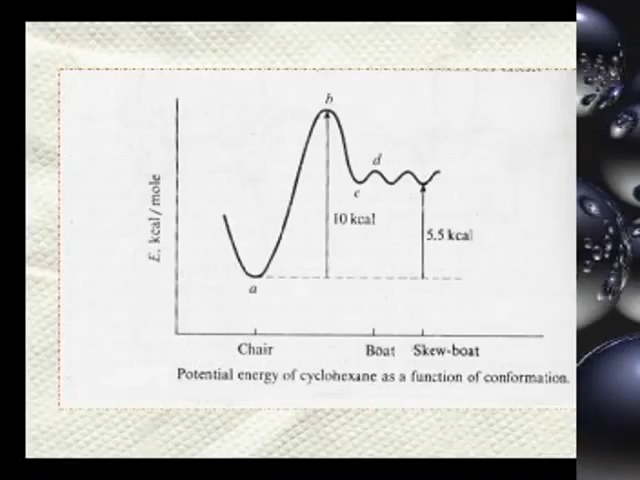 b
d
c
E, kcal/mole
10 kcal
5.5 kcal
a
Chair
Boat
Skew-boat
Potential energy of cyclohexane as a function of conformation.